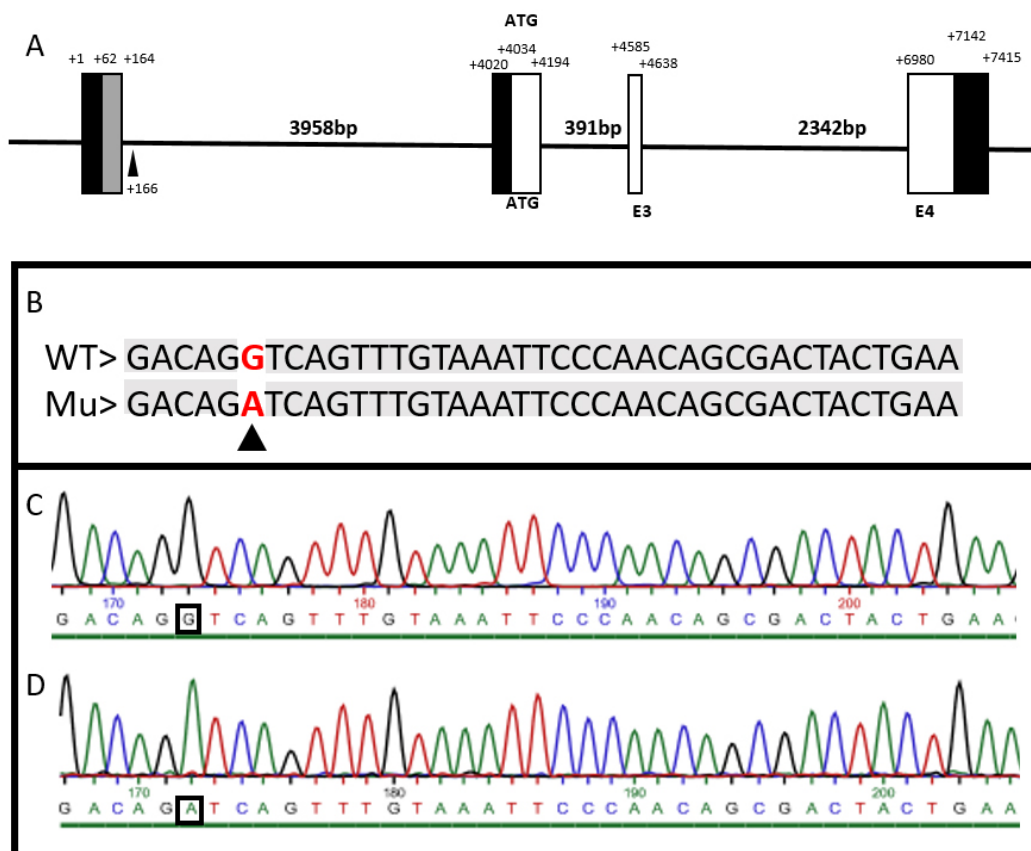 A
ATG
+1 +62 +164
+4034
+4020 +4194
+4585
+4638
+7142
+6980 +7415
3958bp
391bp
2342bp
+166
ATG
E3
E4
B
WT> GACAGGTCAGTTTGTAAATTCCCAACAGCGACTACTGAA
Mu> GACAGATCAGTTTGTAAATTCCCAACAGCGACTACTGAA
C
170 180 190 200
G A C A G G T C A G T T T G T A A A T T C C C A A C A G C G A C T A C T G A A
D
170 180 190 200
G A C A G A T C A G T T T G T A A A T T C C C A A C A G C G A C T A C T G A A